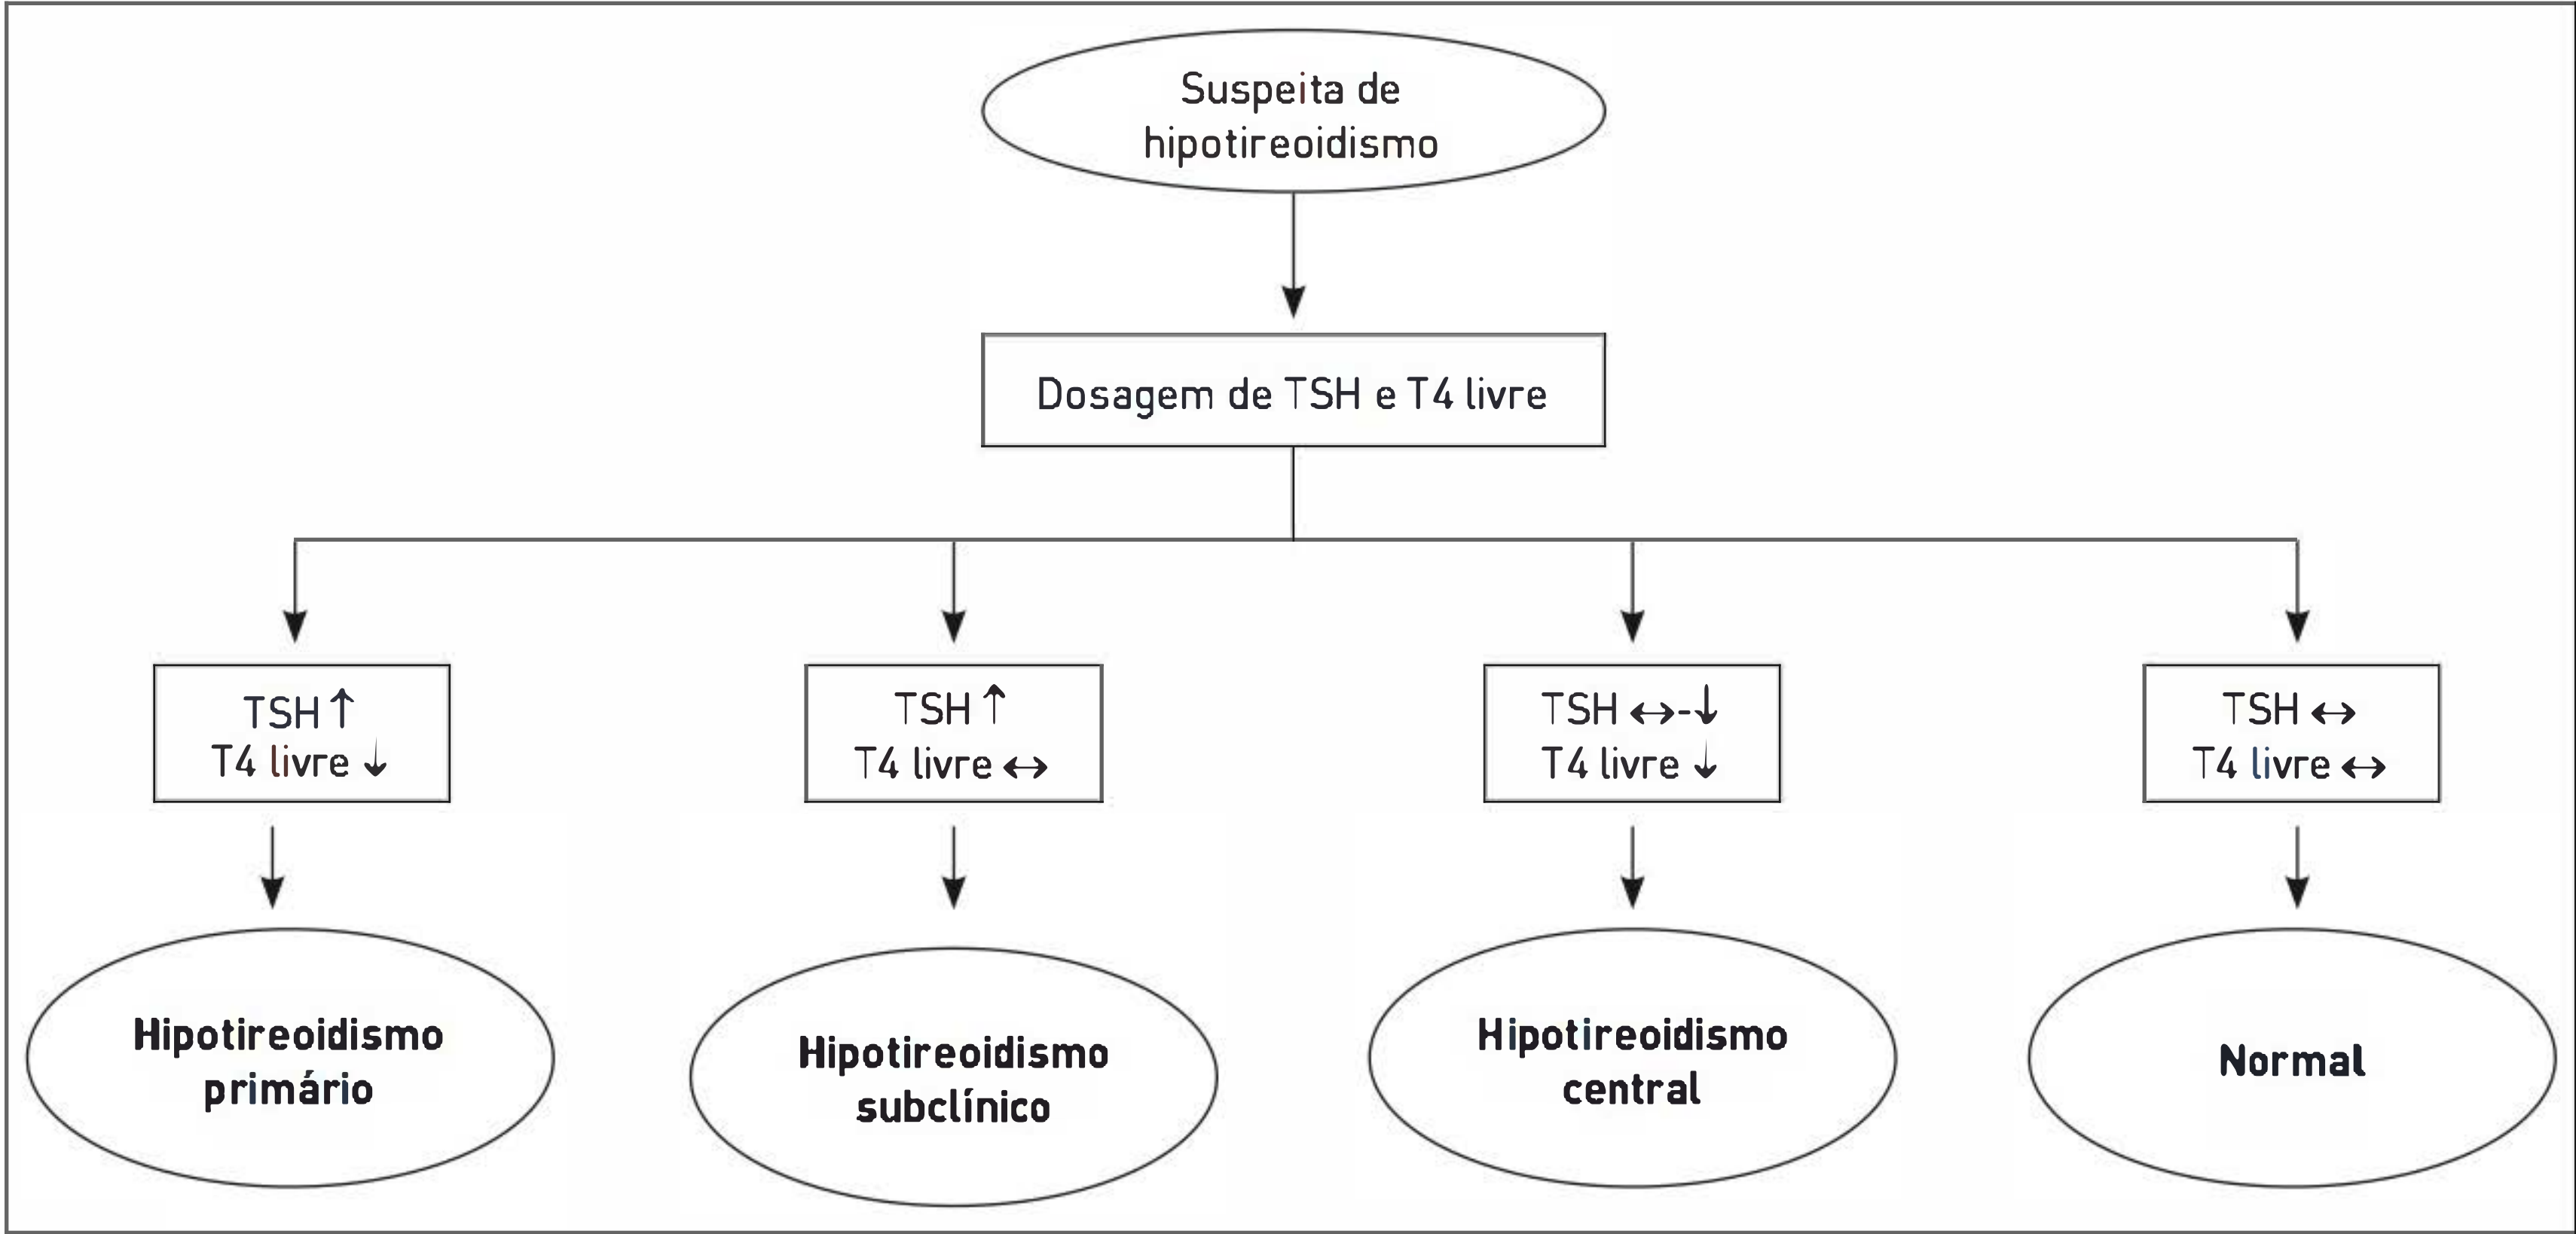 Suspeita de
hipotireoidismo
Dosagem de TSH e T4 livre
TSH ↑
T4 livre ↓
TSH ↑
T4 livre ↔
TSH ↔-↓
T4 livre ↓
TSH ↔
T4 livre ↔
Hipotireoidismo
primário
Hipotireoidismo
subclínico
Hipotireoidismo
central
Normal